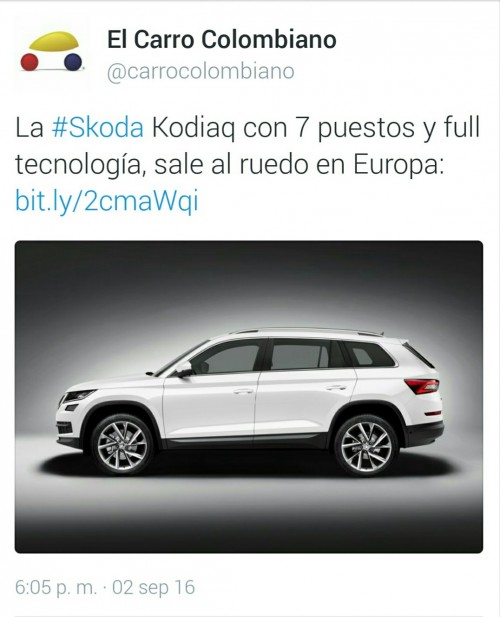 El Carro Colombiano
@carrocolombiano
La #Skoda Kodiaq con 7 puestos y full
tecnología, sale al ruedo en Europa:
bit.ly/2cmaWqi
6:05 p. m. · 02 sep 16